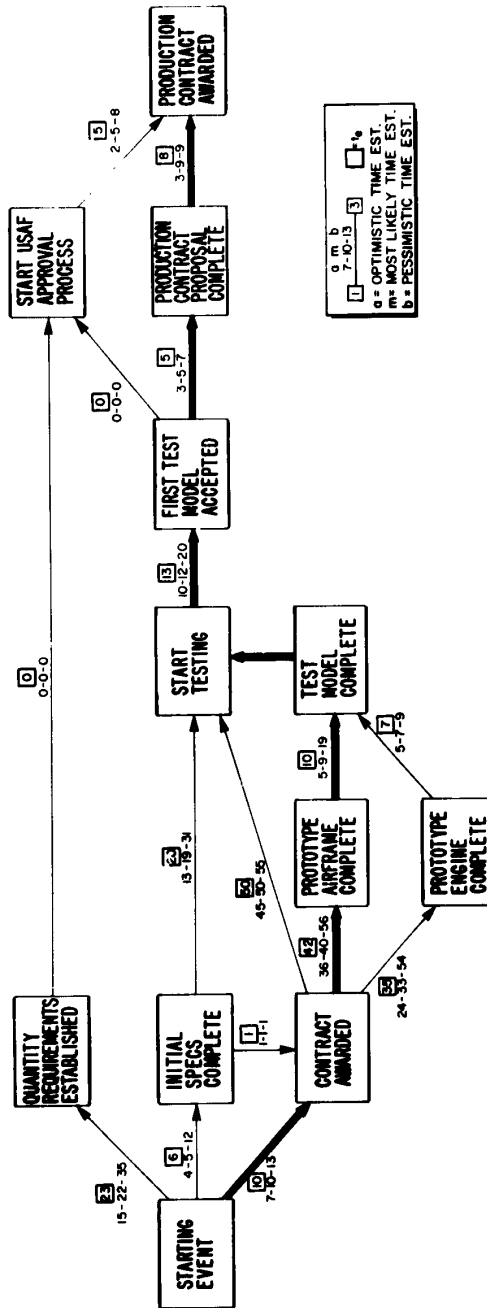 STARTING
EVENT
23
15-22-35
6
4-5-12
10
7-10-13
QUANTITY
REQUIREMENTS
ESTABLISHED
INITIAL
SPECS
COMPLETE
1
1-1-1
CONTRACT
AWARDED
0
0-0-0
20
13-19-31
50
45-50-55
42
36-40-56
35
24-33-54
PROTOTYPE
AIRFRAME
COMPLETE
PROTOTYPE
ENGINE
COMPLETE
10
5-9-19
7
5-7-9
START
TESTING
TEST
MODEL
COMPLETE
13
10-12-20
FIRST TEST
MODEL
ACCEPTED
0
0-0-0
5
3-5-7
START USAF
APPROVAL
PROCESS
PRODUCTION
CONTRACT
PROPOSAL
COMPLETE
5
2-5-8
8
3-9-9
PRODUCTION
CONTRACT
AWARDED
a m b
7-10-13
1 3 = te
a = OPTIMISTIC TIME EST.
m= MOST LIKELY TIME EST.
b = PESSIMISTIC TIME EST.